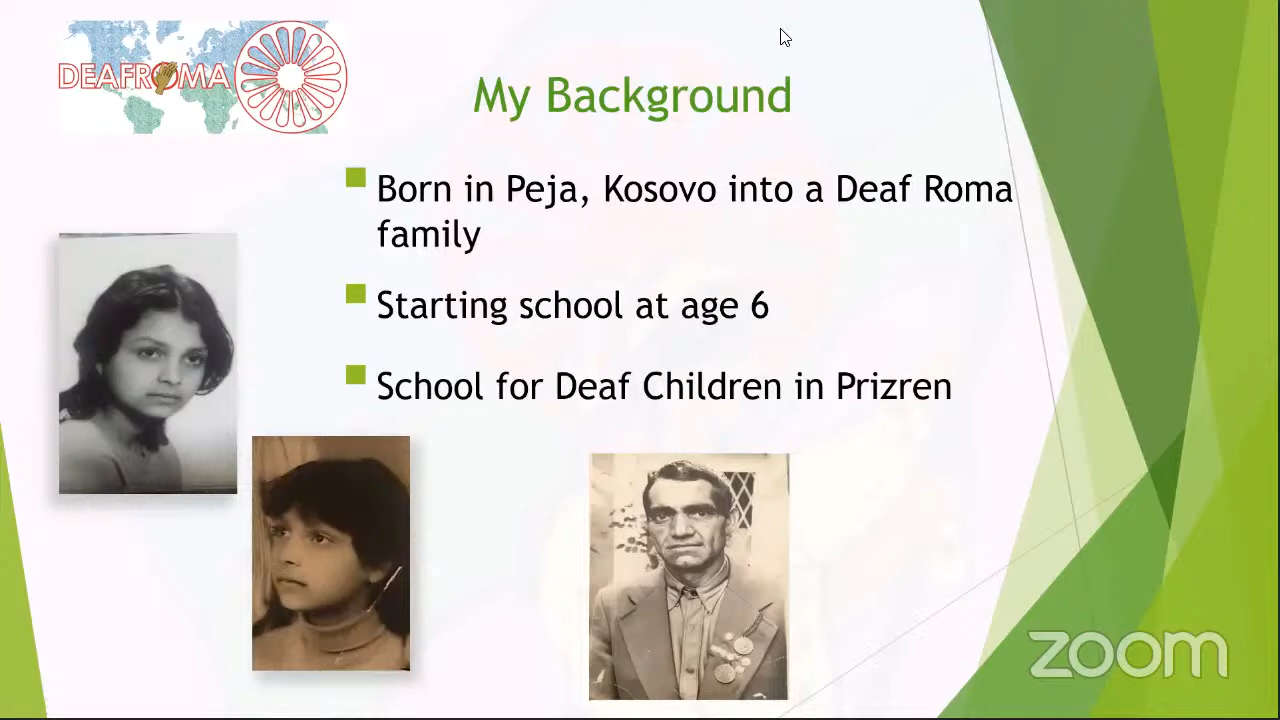 DEAFROMA
My Background
Born in Peja, Kosovo into a Deaf Roma
family
Starting school at age 6
School for Deaf Children in Prizren
zoom